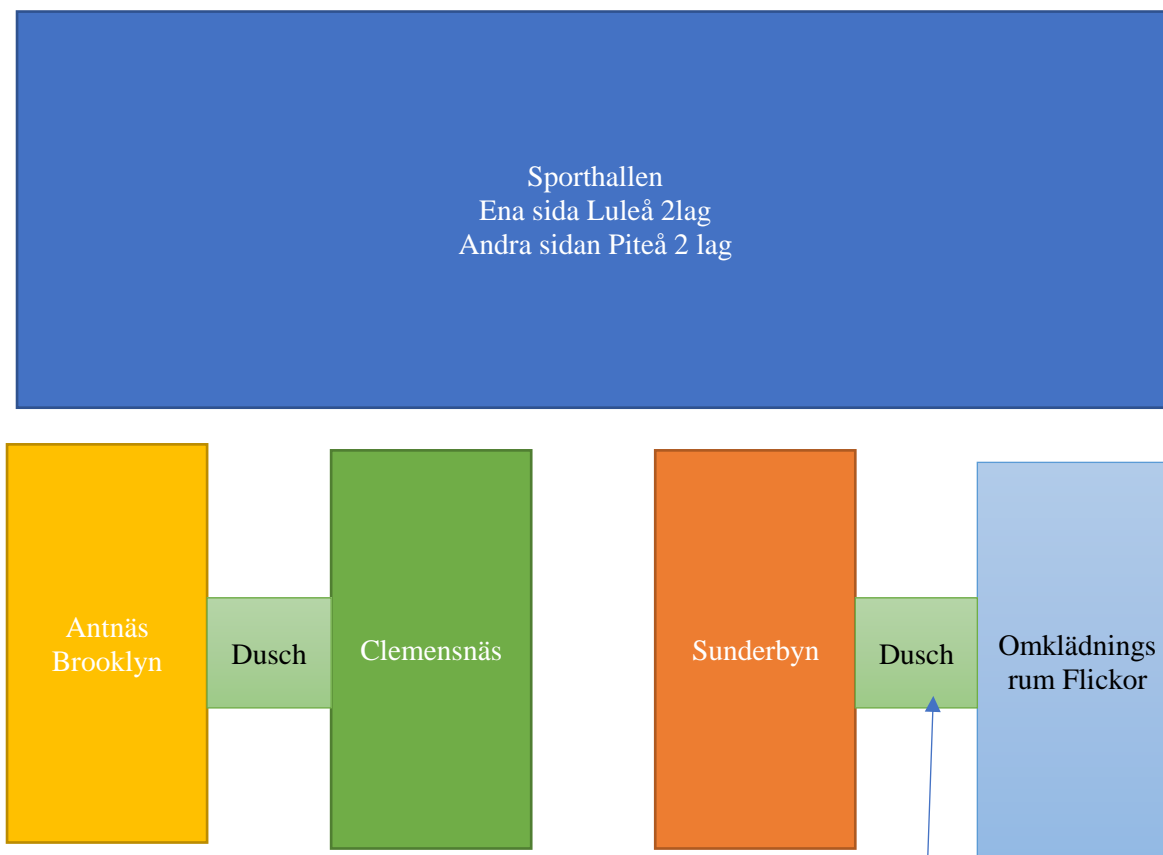 Sporthallen
Ena sida Luleå 2lag
Andra sidan Piteå 2 lag
Antnäs
Brooklyn
Dusch
Clemensnäs
Sunderbyn
Dusch
Omklädnings
rum Flickor